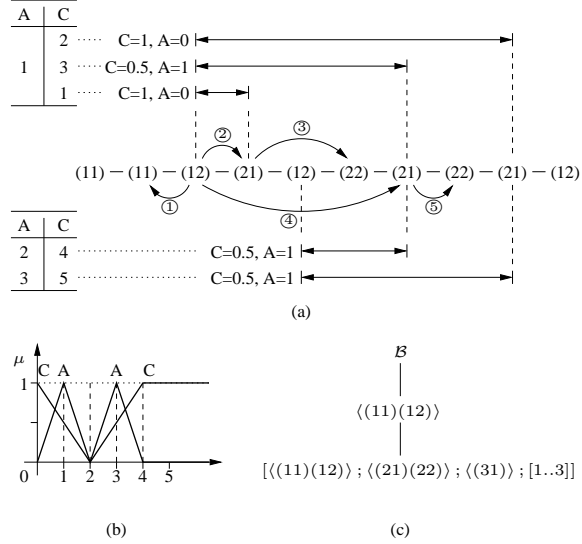 A C
2 ······ C=1, A=0
1 3 ···· C=0.5, A=1
1 ······ C=1, A=0
② ③
(11) – (11) – (12) – (21) – (12) – (22) – (21) – (22) – (21) – (12)
① ④ ⑤
A C
2 4 ······ C=0.5, A=1
3 5 ······ C=0.5, A=1
(a)
μ
C A A C
1
0 1 2 3 4 5
(b)
ℬ
⟨(11)(12)⟩
[⟨(11)(12)⟩ ; ⟨(21)(22)⟩ ; ⟨(31)⟩ ; [1..3]]
(c)